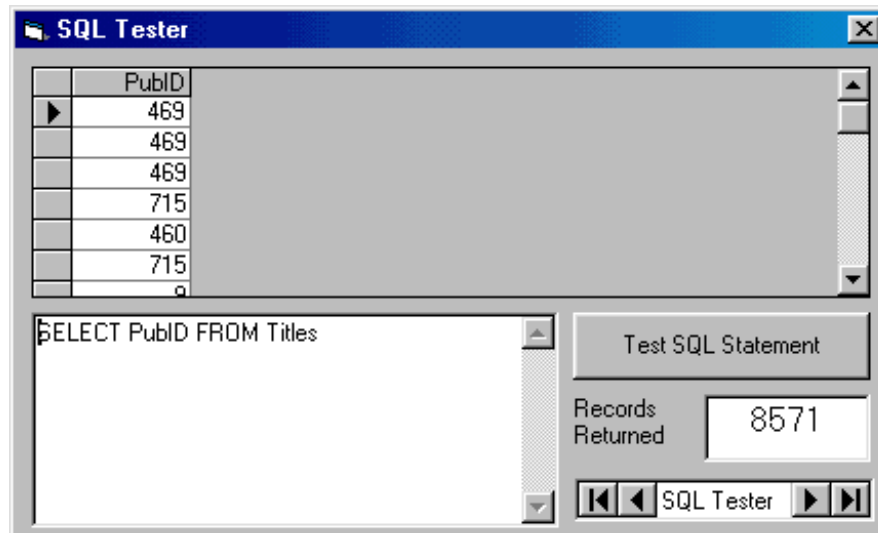 SQL Tester
PubID
469
469
469
715
460
715
9
SELECT PubID FROM Titles
Test SQL Statement
Records
Returned
8571
SQL Tester